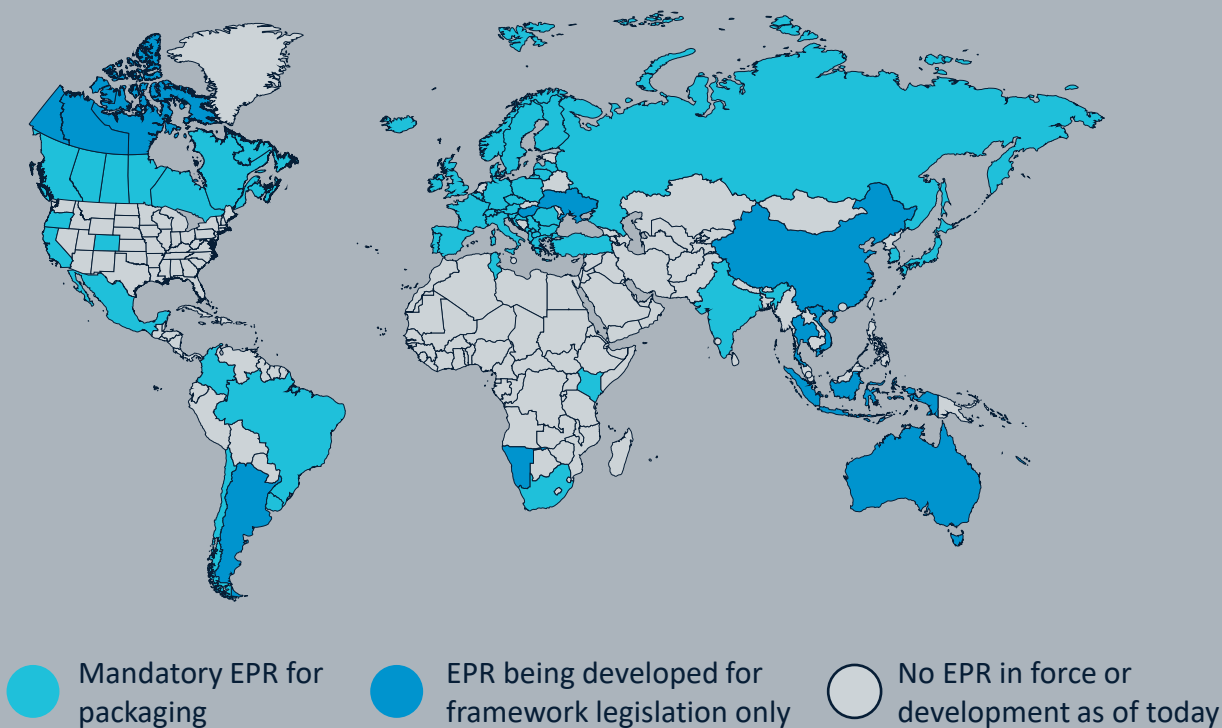 Mandatory EPR for
packaging
EPR being developed for
framework legislation only
No EPR in force or
development as of today